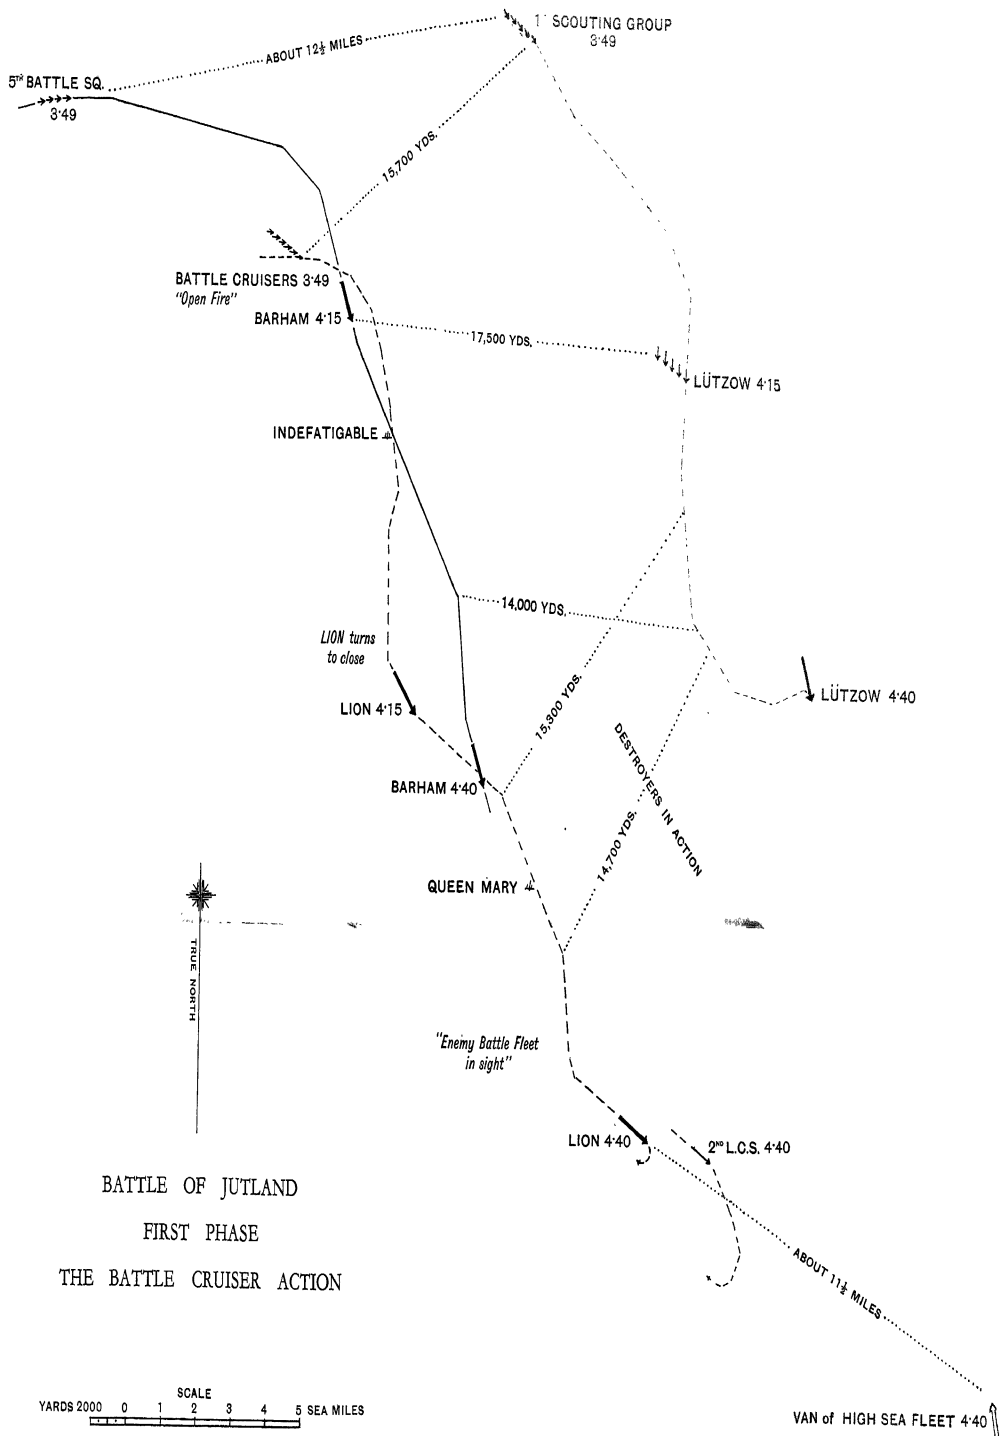 1ˢᵗ SCOUTING GROUP
3·49
ABOUT 12½ MILES
5ᵀᴴ BATTLE SQ.
3·49
15,700 YDS.
BATTLE CRUISERS 3·49
"Open Fire"
BARHAM 4·15
17,500 YDS.
LÜTZOW 4·15
INDEFATIGABLE
14,000 YDS.
LION turns
to close
LION 4·15
15,300 YDS.
LÜTZOW 4·40
DESTROYERS IN ACTION
BARHAM 4·40
14,700 YDS.
QUEEN MARY
TRUE NORTH
"Enemy Battle Fleet
in sight"
LION 4·40
2ᴺᴰ L.C.S. 4·40
BATTLE OF JUTLAND
FIRST PHASE
THE BATTLE CRUISER ACTION
ABOUT 11½ MILES
SCALE
YARDS 2000 0 1 2 3 4 5 SEA MILES
VAN of HIGH SEA FLEET 4·40